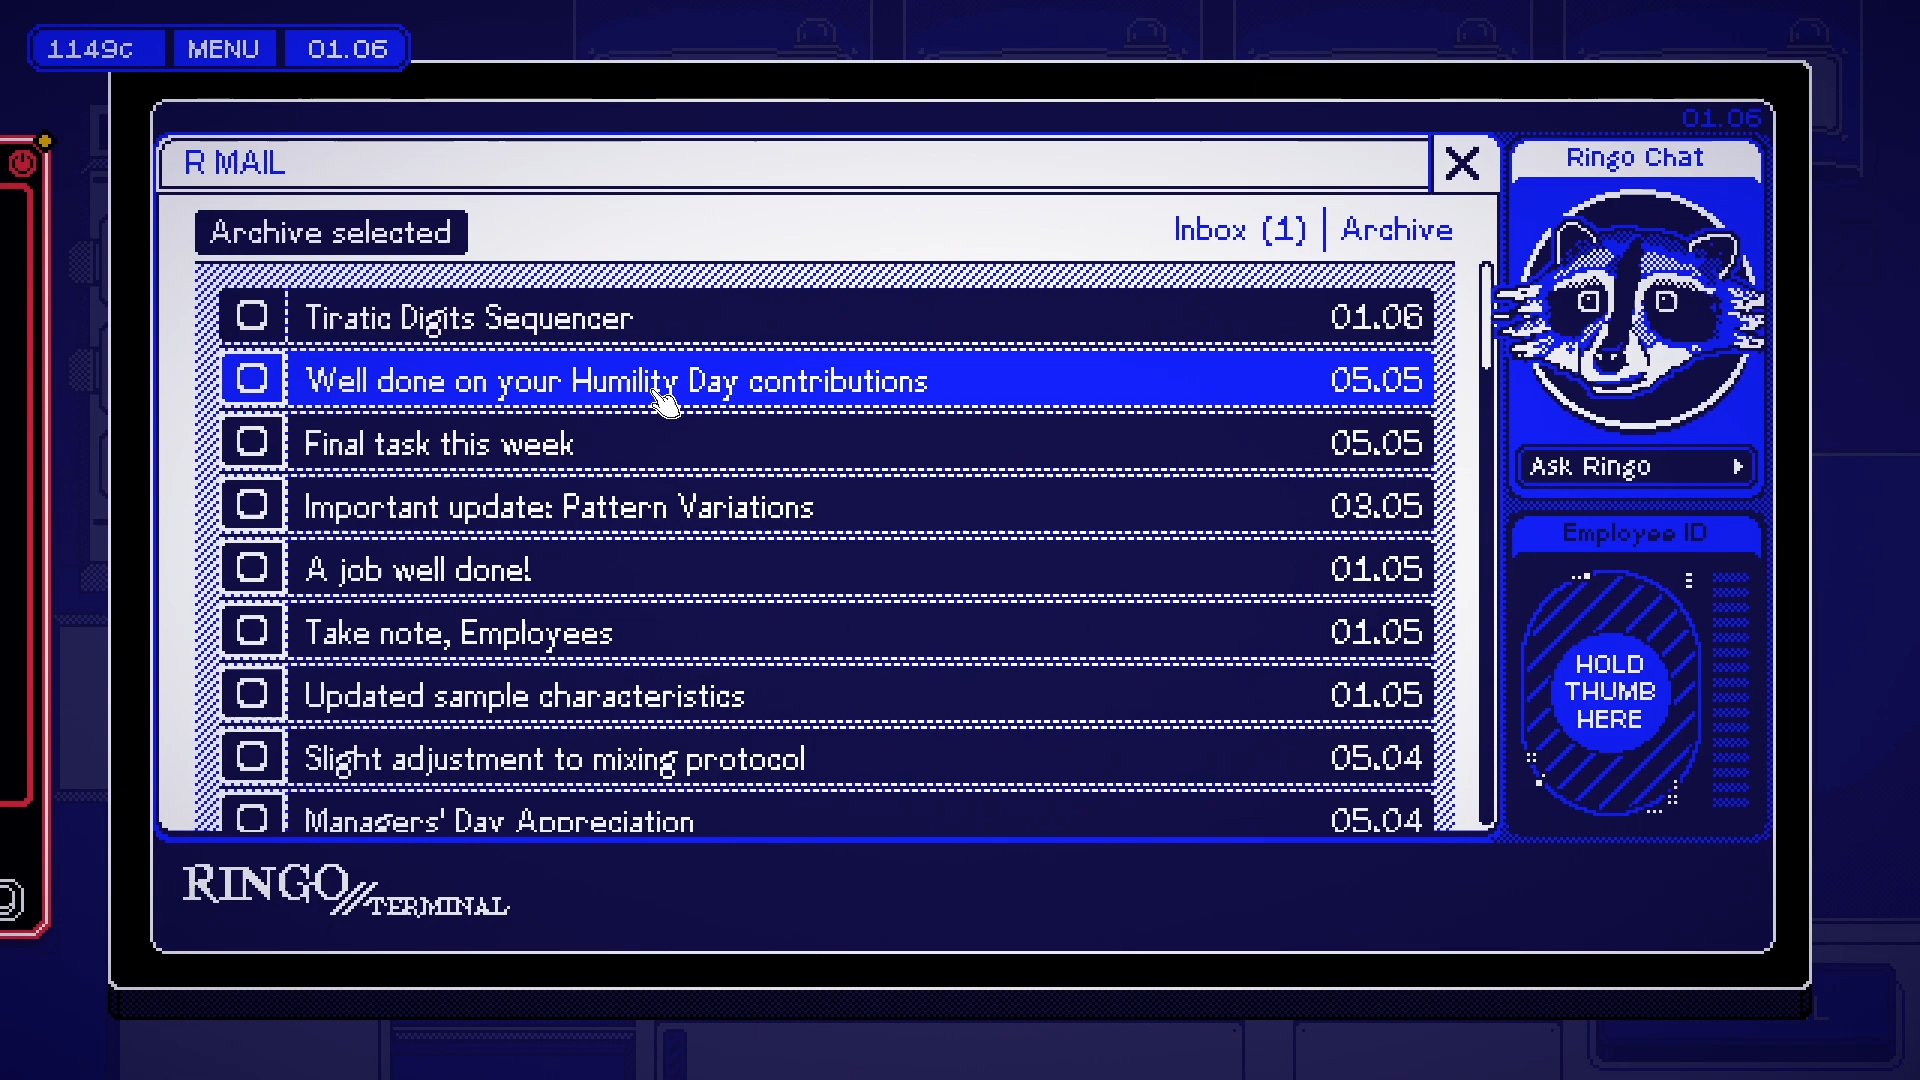 1149c MENU 01.06
01.06
R MAIL
Ringo Chat
Archive selected
Inbox (1) | Archive
Tiratic Digits Sequencer 01.06
Well done on your Humility Day contributions 05.05
Final task this week 05.05
Important update: Pattern Variations 03.05
A job well done! 01.05
Take note, Employees 01.05
Updated sample characteristics 01.05
Slight adjustment to mixing protocol 05.04
Managers' Day Appreciation 05.04
Ask Ringo
Employee ID
HOLD
THUMB
HERE
RINGO//TERMINAL